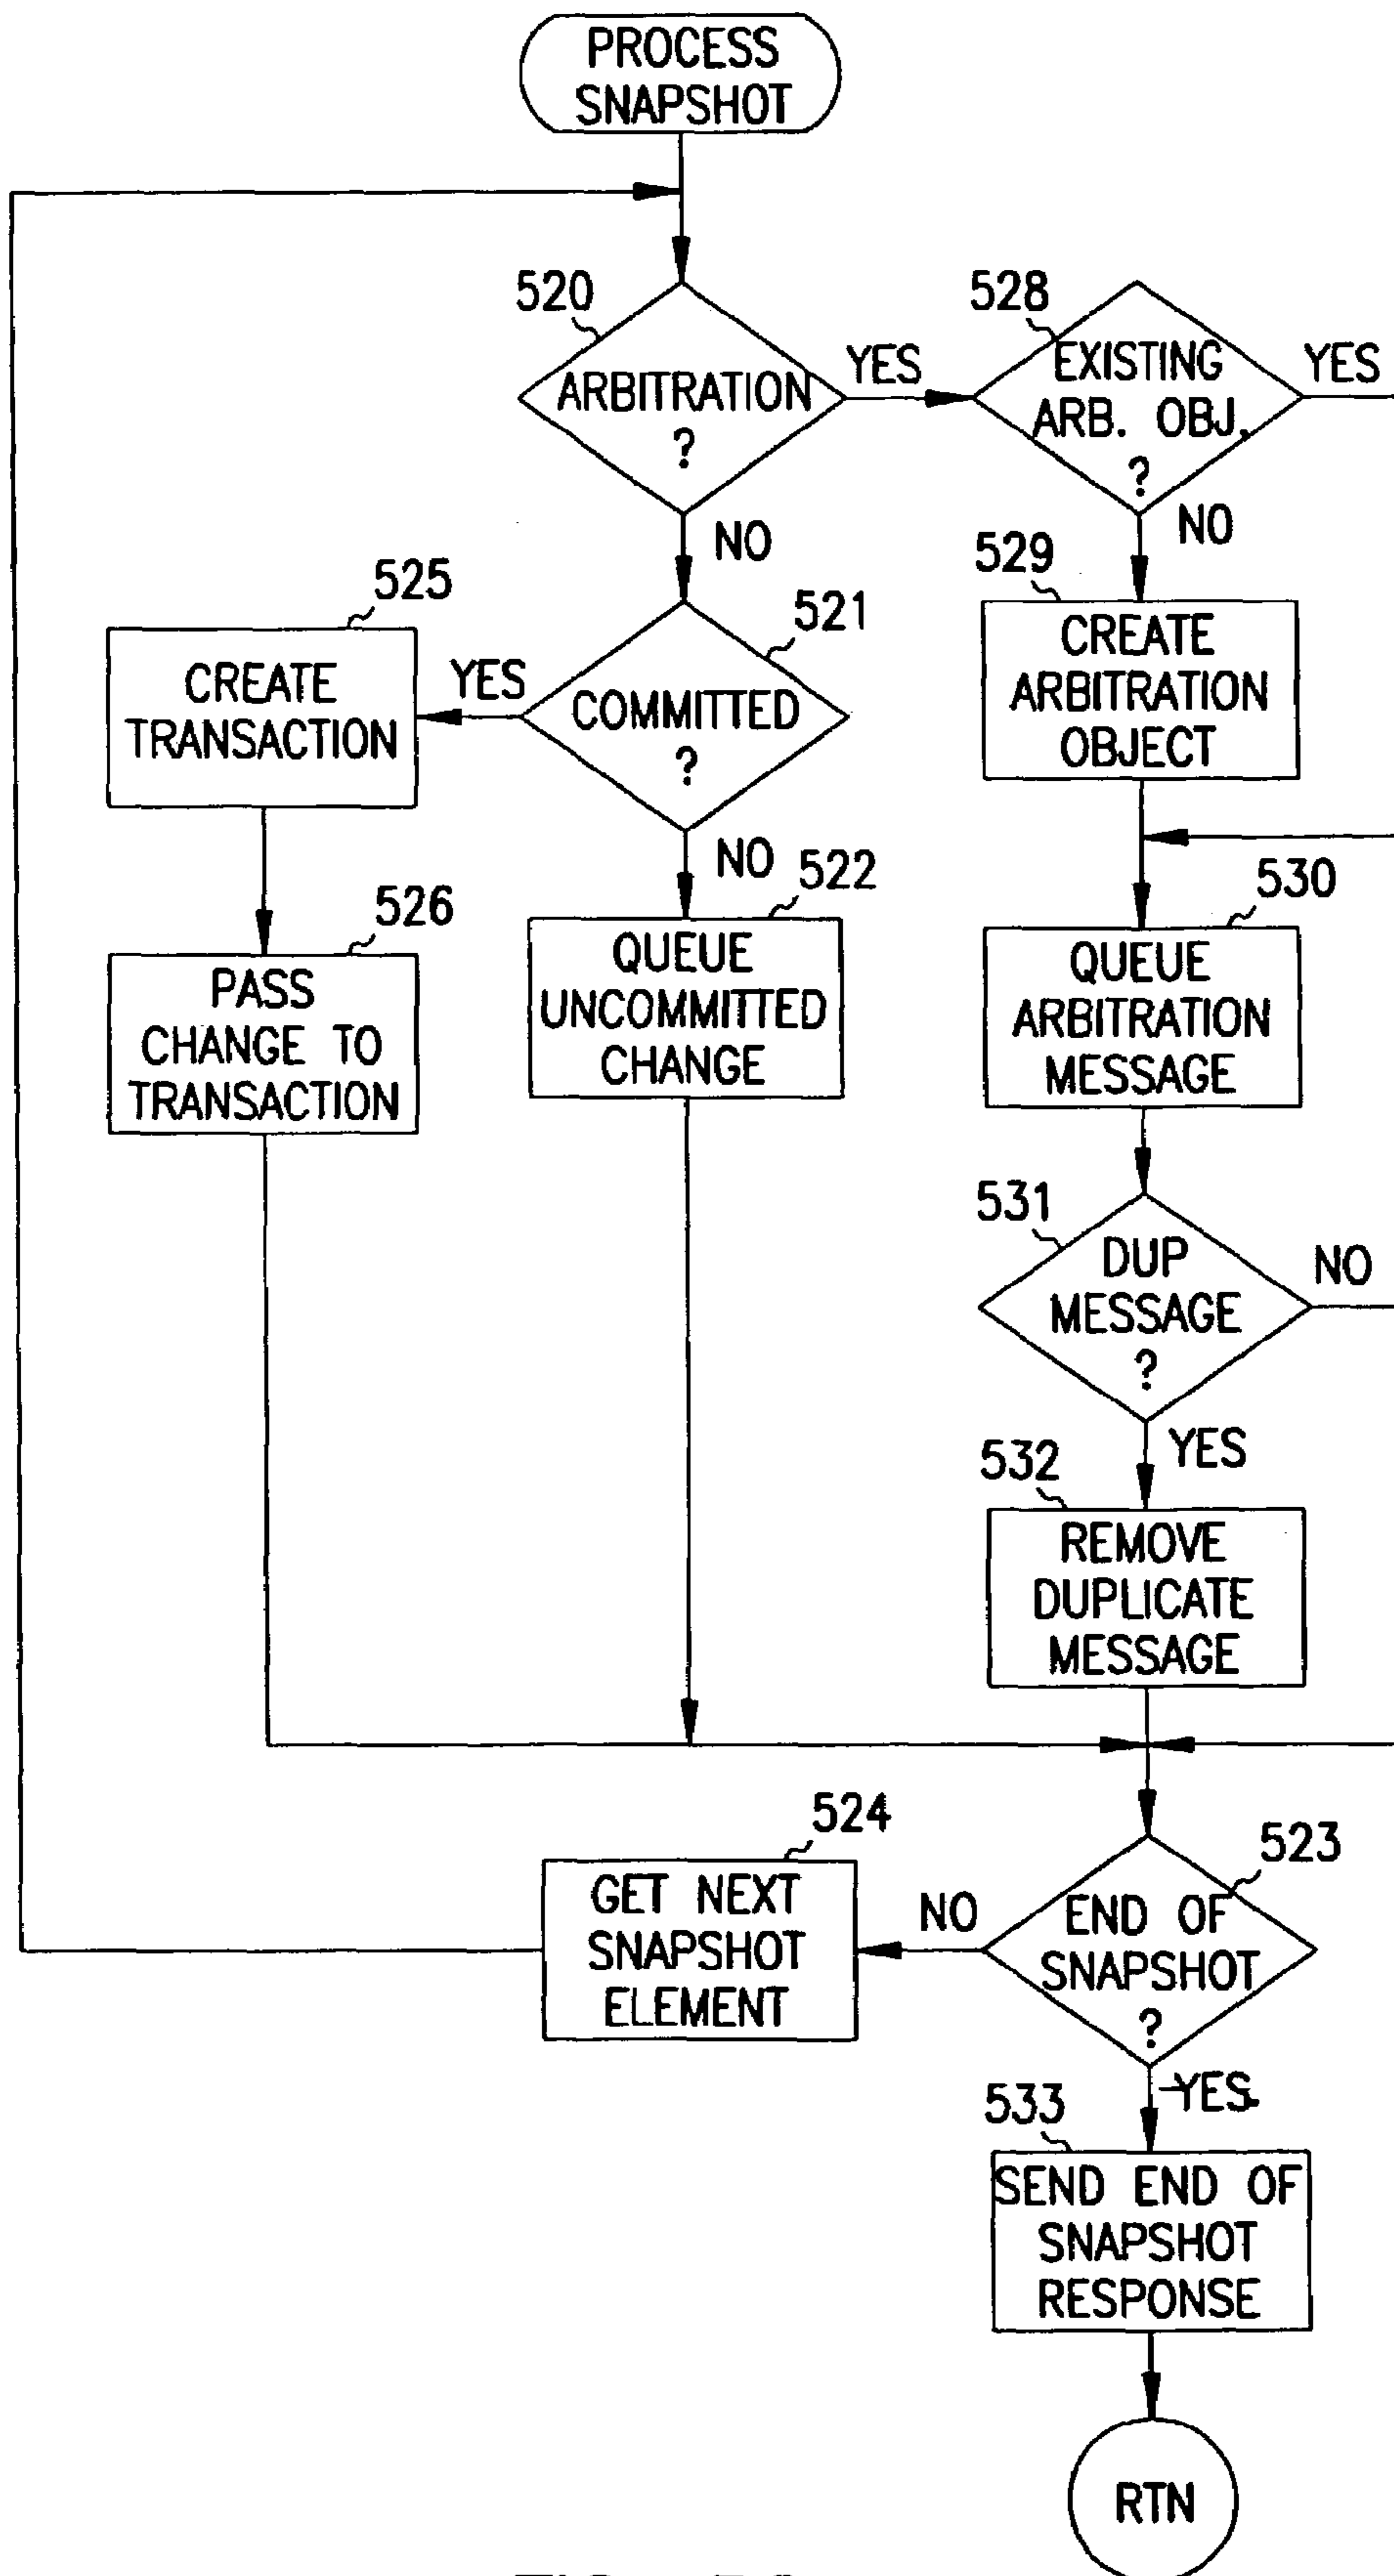 PROCESS
SNAPSHOT
520
ARBITRATION
?
YES
NO
528
EXISTING
ARB. OBJ.
?
YES
NO
529
CREATE
ARBITRATION
OBJECT
525
CREATE
TRANSACTION
YES
521
COMMITTED
?
NO
526
PASS
CHANGE TO
TRANSACTION
522
QUEUE
UNCOMMITTED
CHANGE
530
QUEUE
ARBITRATION
MESSAGE
531
DUP
MESSAGE
?
NO
YES
532
REMOVE
DUPLICATE
MESSAGE
524
GET NEXT
SNAPSHOT
ELEMENT
NO
523
END OF
SNAPSHOT
?
YES
533
SEND END OF
SNAPSHOT
RESPONSE
RTN